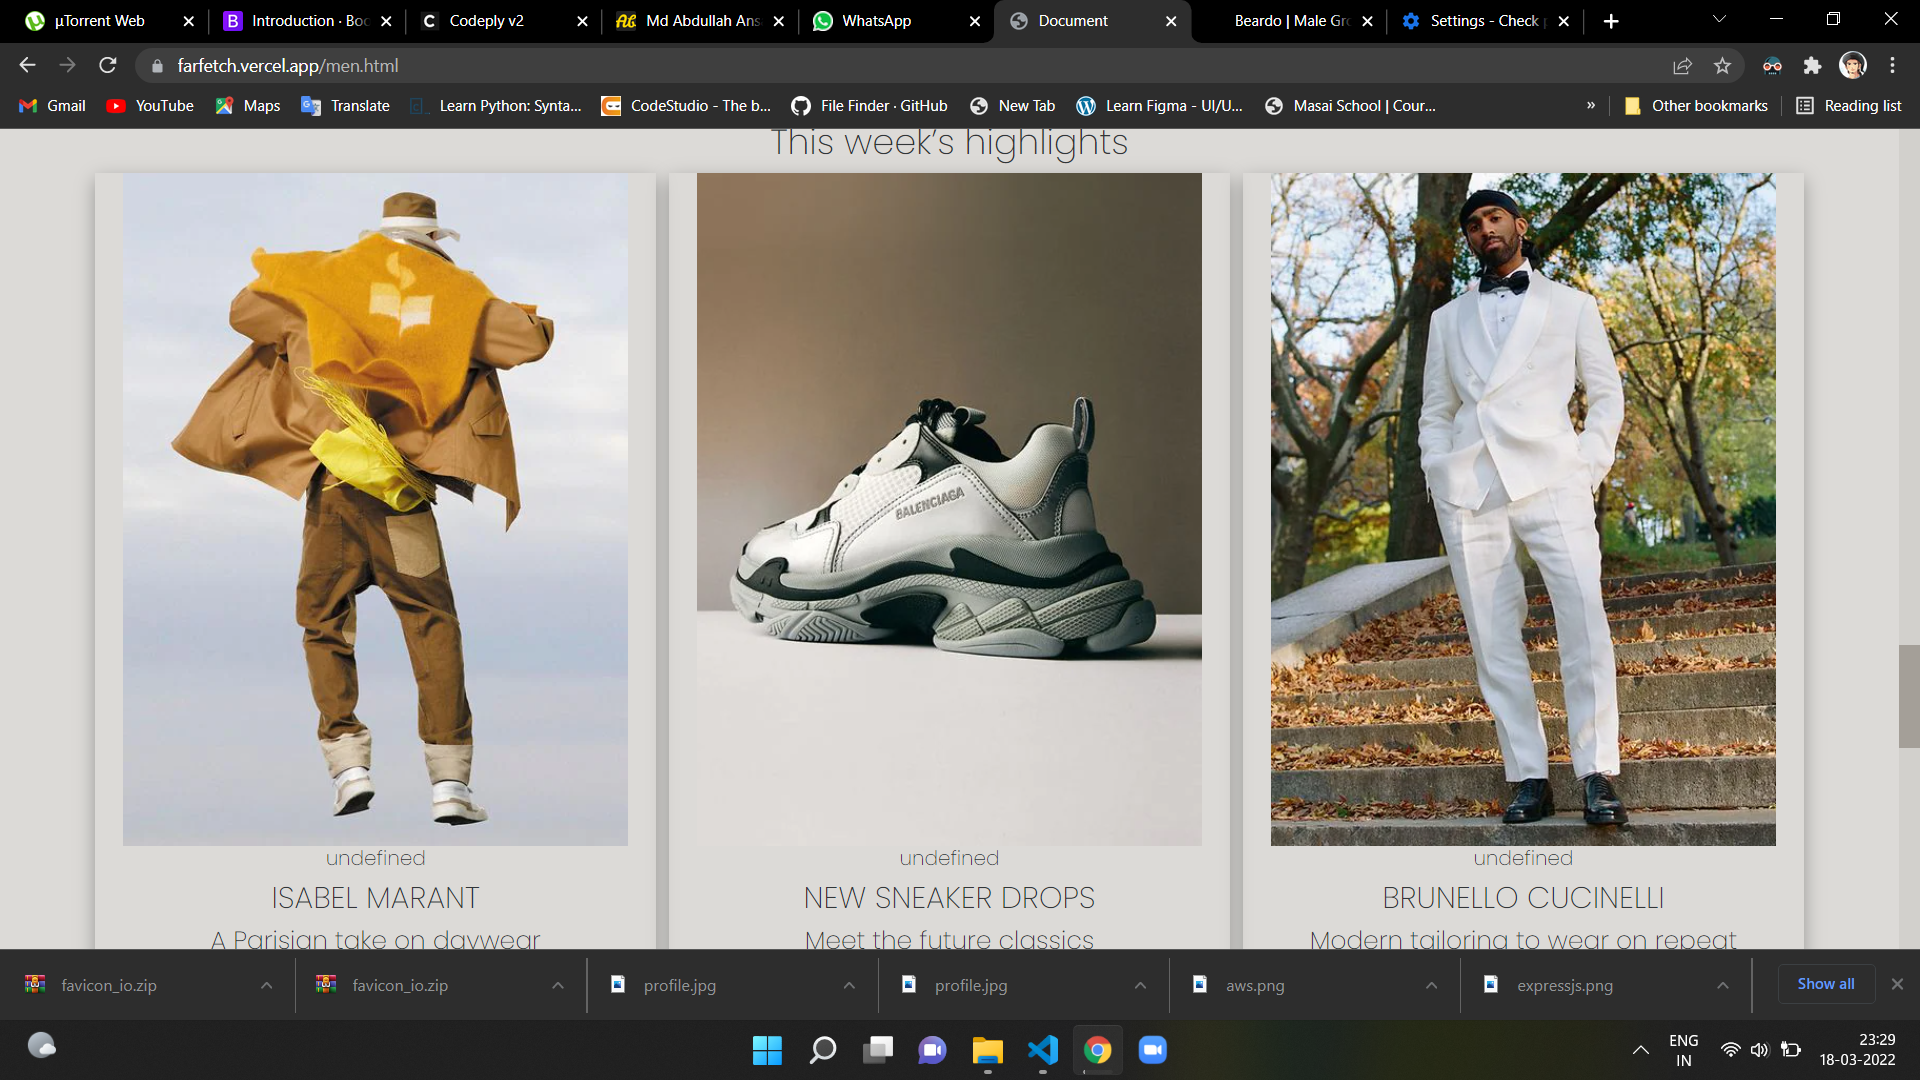 µTorrent Web
Introduction · Boo
Codeply v2
Md Abdullah Ans
WhatsApp
Document
Beardo | Male Gro
Settings - Check p
farfetch.vercel.app/men.html
Gmail
YouTube
Maps
Translate
Learn Python: Synta...
CodeStudio - The b...
File Finder · GitHub
New Tab
Learn Figma - UI/U...
Masai School | Cour...
»
Other bookmarks
Reading list
This week's highlights
BALENCIAGA
undefined
undefined
undefined
ISABEL MARANT
NEW SNEAKER DROPS
BRUNELLO CUCINELLI
A Parisian take on daywear
Meet the future classics
Modern tailoring to wear on repeat
favicon_io.zip
favicon_io.zip
profile.jpg
profile.jpg
aws.png
expressjs.png
Show all
ENG
IN
23:29
18-03-2022